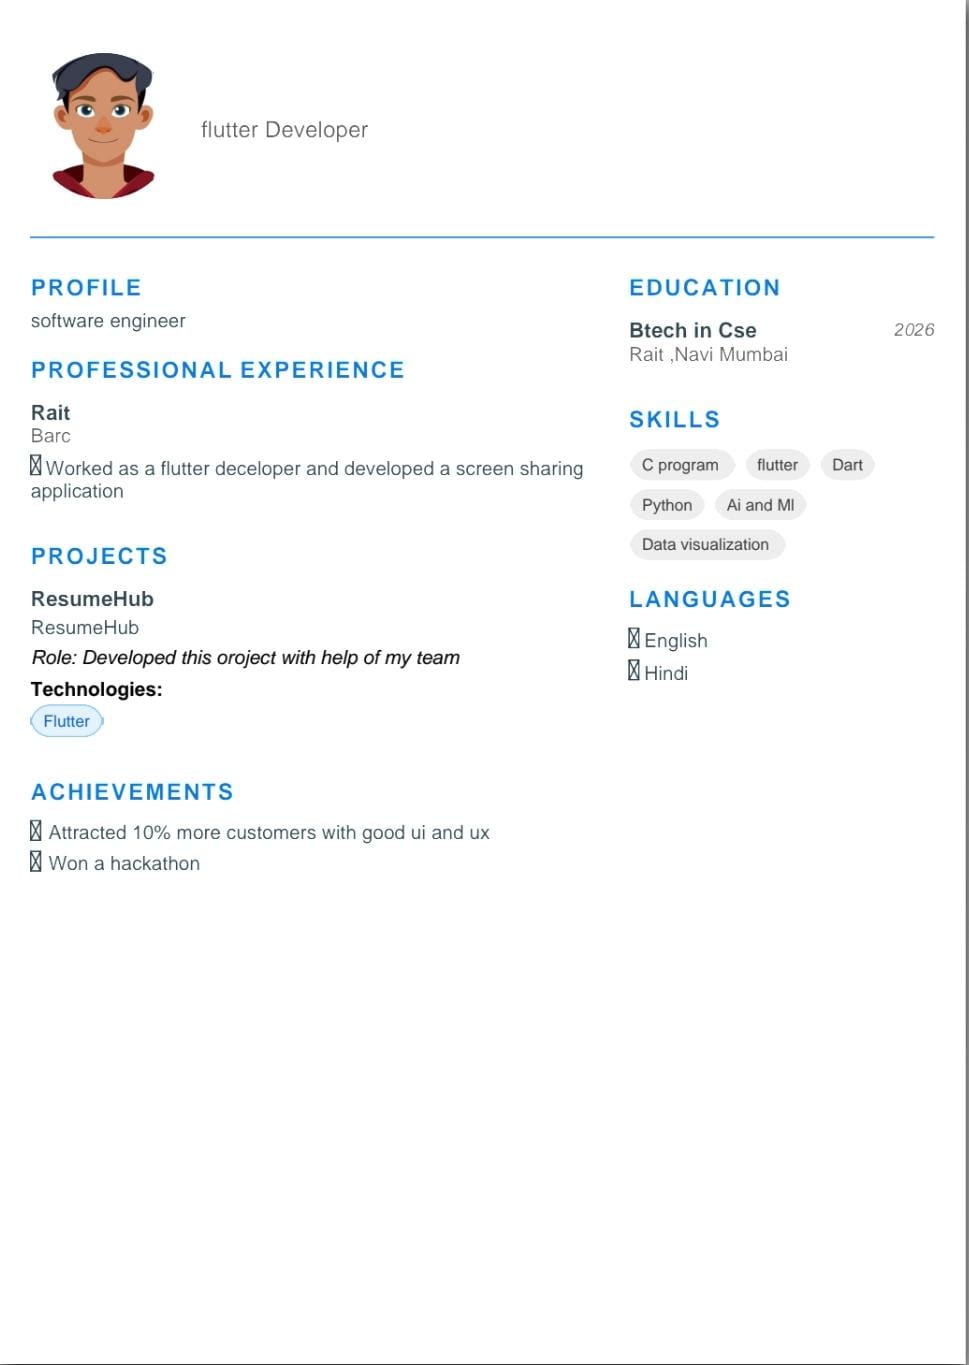 flutter Developer
PROFILE
software engineer
PROFESSIONAL EXPERIENCE
Rait
Barc
Worked as a flutter deceloper and developed a screen sharing
application
PROJECTS
ResumeHub
ResumeHub
Role: Developed this oroject with help of my team
Technologies:
Flutter
ACHIEVEMENTS
Attracted 10% more customers with good ui and ux
Won a hackathon
EDUCATION
Btech in Cse 2026
Rait ,Navi Mumbai
SKILLS
C program flutter Dart
Python Ai and Ml
Data visualization
LANGUAGES
English
Hindi